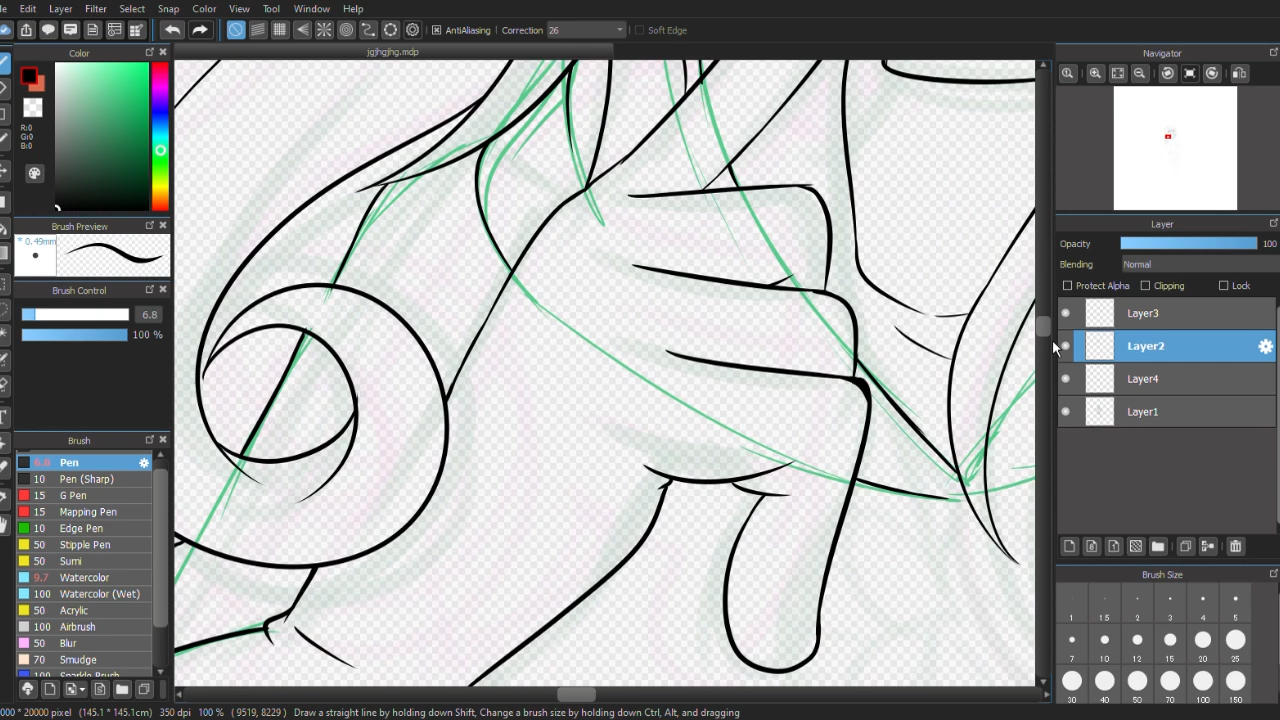 Edit Layer Filter Select Snap Color View Tool Window Help
AntiAliasing Correction 26 Soft Edge
Color
jgjhgjhg.mdp
Navigator
R:0
G:0
B:0
Brush Preview
* 0.49mm
Layer
Opacity 100
Blending Normal
Protect Alpha Clipping Lock
Brush Control
6.8
100 %
Layer3
Layer2
Layer4
Layer1
Brush
Pen
10 Pen (Sharp)
15 G Pen
15 Mapping Pen
10 Edge Pen
50 Stipple Pen
50 Sumi
9.7 Watercolor
100 Watercolor (Wet)
50 Acrylic
100 Airbrush
50 Blur
70 Smudge
Sparkle Brush
Brush Size
1 1.5 2 3 4 5
7 10 12 15 20 25
30 40 50 70 100 150
000 * 20000 pixel (145.1 * 145.1cm) 350 dpi 100 % ( 9519, 8229 ) Draw a straight line by holding down Shift, Change a brush size by holding down Ctrl, Alt, and dragging